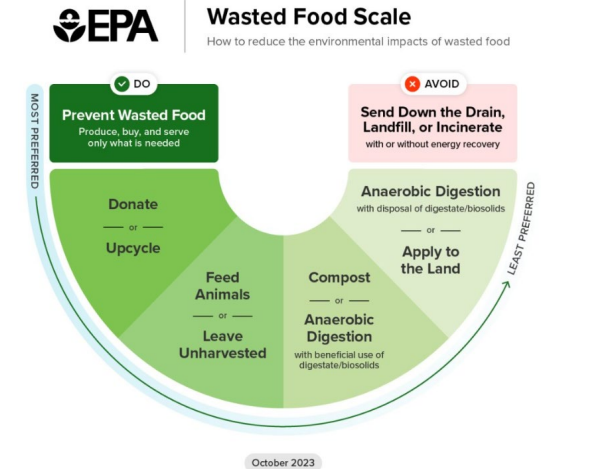 EPA
Wasted Food Scale
How to reduce the environmental impacts of wasted food
DO
AVOID
MOST PREFERRED
Prevent Wasted Food
Produce, buy, and serve
only what is needed
Send Down the Drain,
Landfill, or Incinerate
with or without energy recovery
Donate
or
Upcycle
Feed
Animals
or
Leave
Unharvested
Compost
or
Anaerobic
Digestion
with beneficial use of
digestate/biosolids
Anaerobic Digestion
with disposal of digestate/biosolids
or
Apply to
the Land
LEAST PREFERRED
October 2023